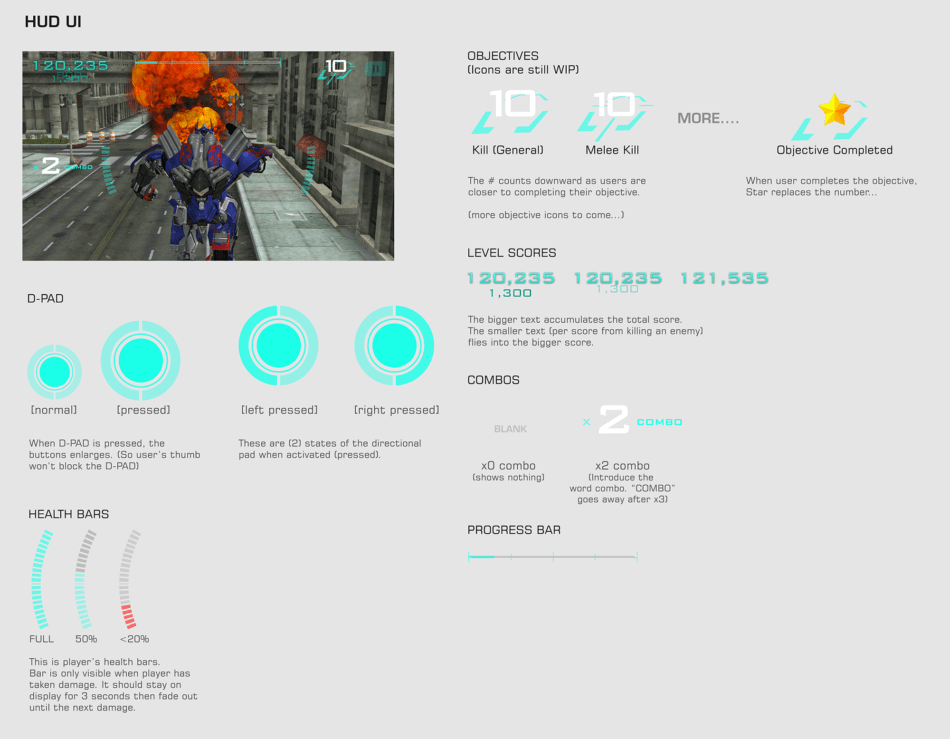 HUD UI
120,235
1,300
10
x 2 COMBO
D-PAD
[normal]
[pressed]
[left pressed]
[right pressed]
When D-PAD is pressed, the
buttons enlarges. (So user's thumb
won't block the D-PAD)
These are (2) states of the directional
pad when activated (pressed).
HEALTH BARS
FULL
50%
<20%
This is player's health bars.
Bar is only visible when player has
taken damage. It should stay on
display for 3 seconds then fade out
until the next damage.
OBJECTIVES
(Icons are still WIP)
10
10
MORE....
Kill (General)
Melee Kill
Objective Completed
The # counts downward as users are
closer to completing their objective.
(more objective icons to come...)
When user completes the objective,
Star replaces the number...
LEVEL SCORES
120,235
1,300
120,235
1,300
121,535
The bigger text accumulates the total score.
The smaller text (per score from killing an enemy)
flies into the bigger score.
COMBOS
BLANK
x 2 COMBO
x0 combo
(shows nothing)
x2 combo
(Introduce the
word combo. "COMBO"
goes away after x3)
PROGRESS BAR